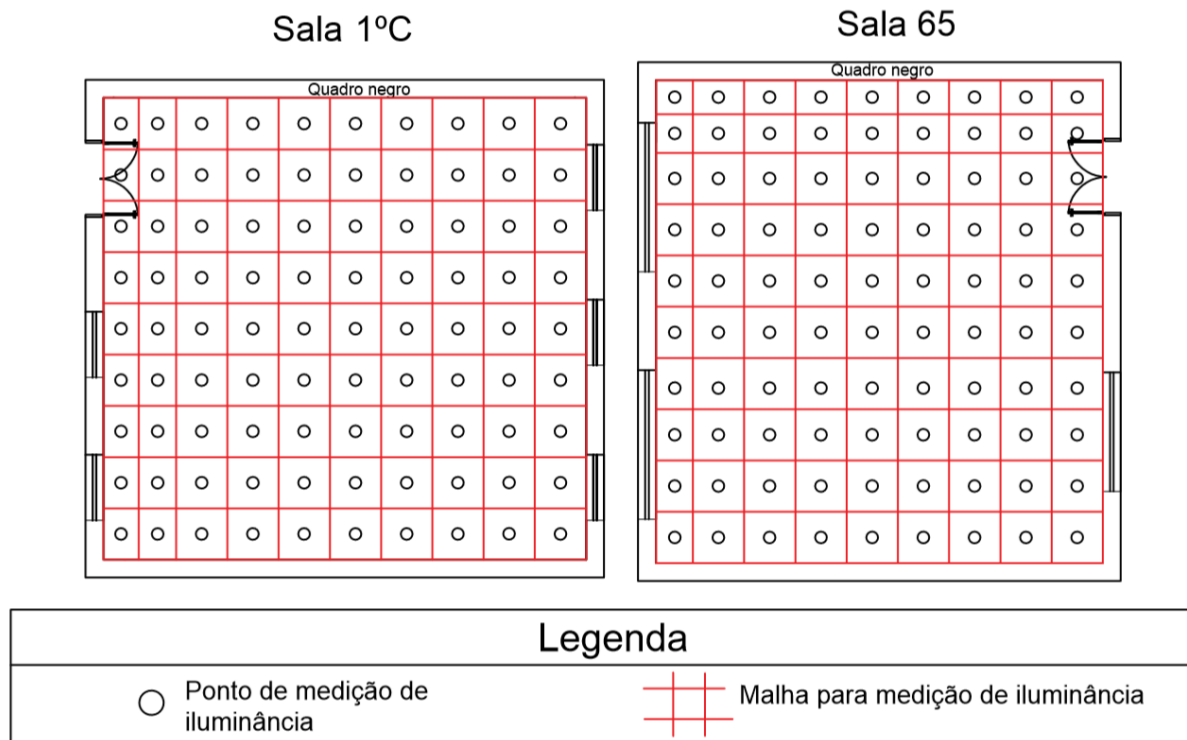 Sala 1ºC
Sala 65
Quadro negro
Quadro negro
Legenda
Ponto de medição de
iluminância
Malha para medição de iluminância